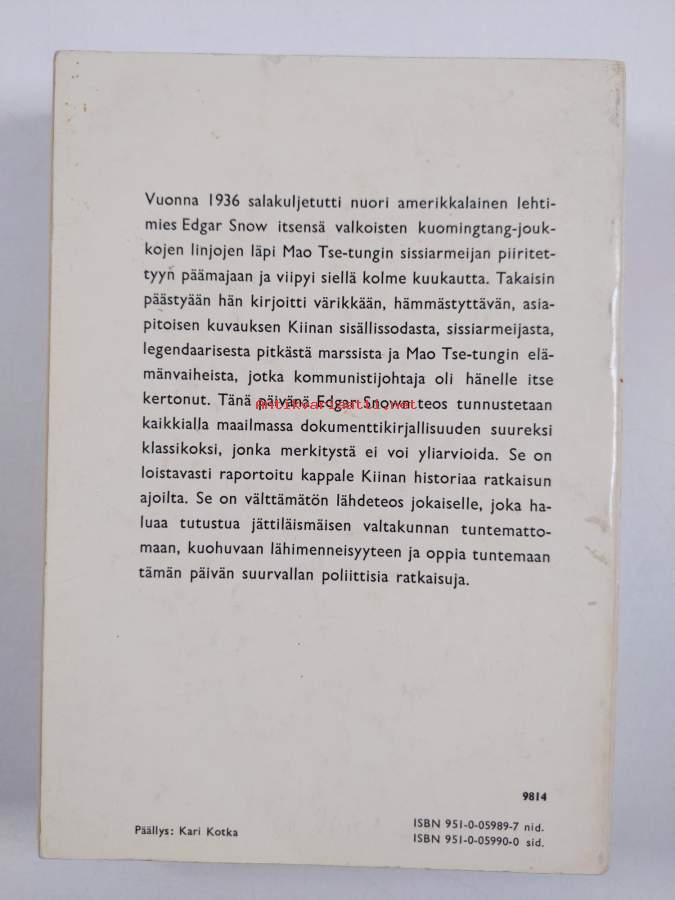 Vuonna 1936 salakuljetutti nuori amerikkalainen lehti-
mies Edgar Snow itsensä valkoisten kuomingtang-jouk-
kojen linjojen läpi Mao Tse-tungin sissiarmeijan piiritet-
tyyn päämajaan ja viipyi siellä kolme kuukautta. Takaisin
päästyään hän kirjoitti värikkään, hämmästyttävän, asia-
pitoisen kuvauksen Kiinan sisällissodasta, sissiarmeijasta,
legendaarisesta pitkästä marssista ja Mao Tse-tungin elä-
mänvaiheista, jotka kommunistijohtaja oli hänelle itse
kertonut. Tänä päivänä Edgar Snown teos tunnustetaan
Antikvariaatti.net
kaikkialla maailmassa dokumenttikirjallisuuden suureksi
klassikoksi, jonka merkitystä ei voi yliarvioida. Se on
loistavasti raportoitu kappale Kiinan historiaa ratkaisun
ajoilta. Se on välttämätön lähdeteos jokaiselle, joka ha-
luaa tutustua jättiläismäisen valtakunnan tuntematto-
maan, kuohuvaan lähimenneisyyteen ja oppia tuntemaan
tämän päivän suurvallan poliittisia ratkaisuja.
9814
Päällys: Kari Kotka
ISBN 951-0-05989-7 nid.
ISBN 951-0-05990-0 sid.